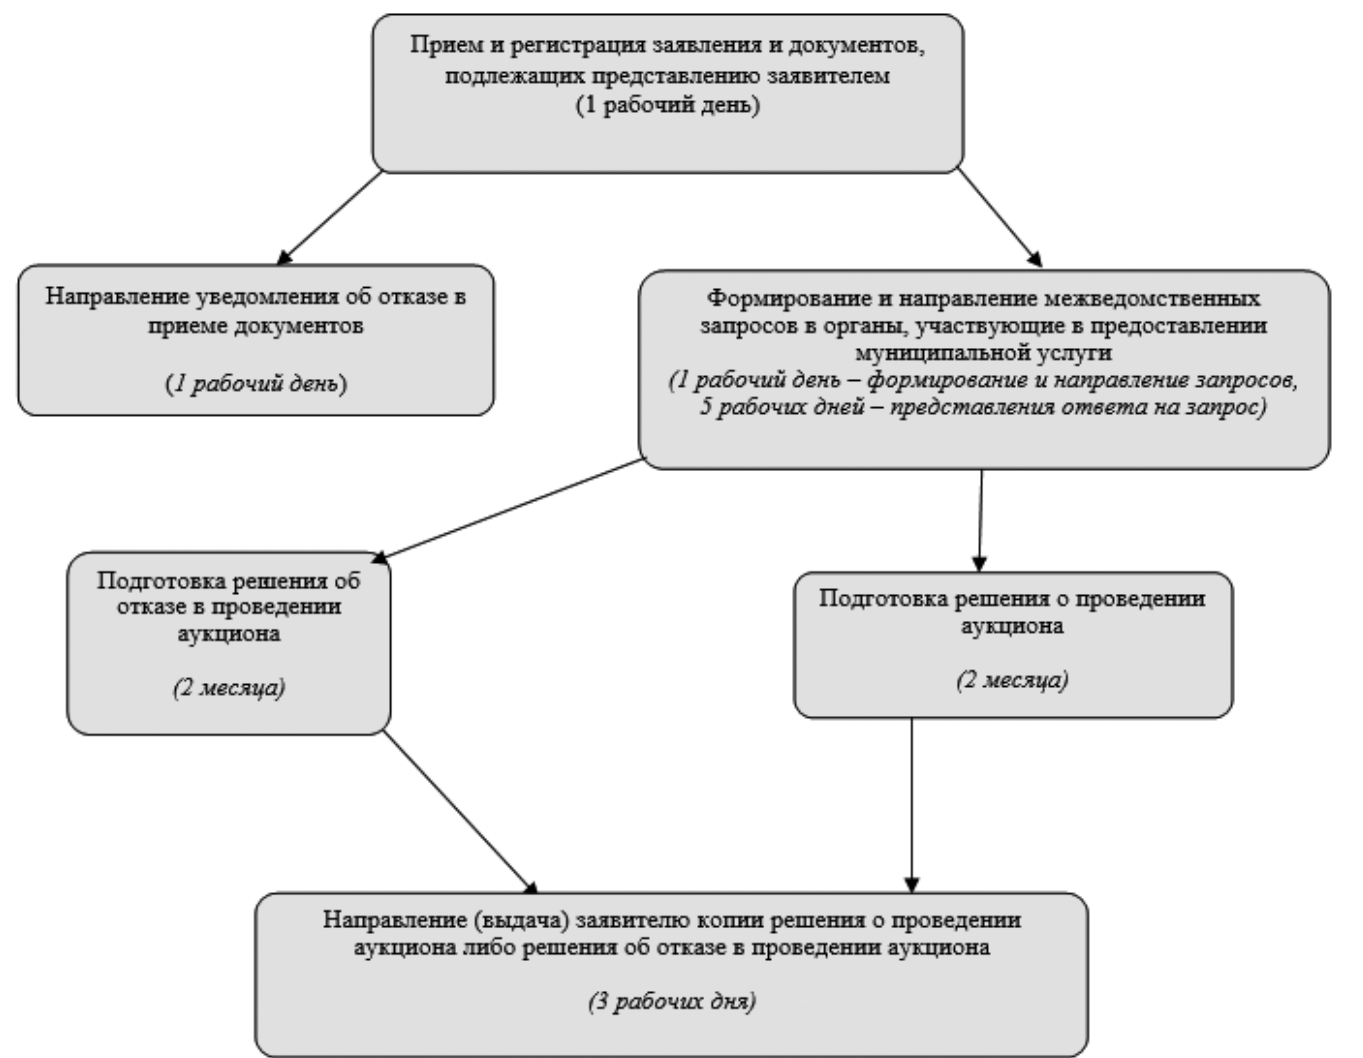 Прием и регистрация заявления и документов,
подлежащих представлению заявителем
(1 рабочий день)
Направление уведомления об отказе в
приеме документов
(1 рабочий день)
Формирование и направление межведомственных
запросов в органы, участвующие в предоставлении
муниципальной услуги
(1 рабочий день – формирование и направление запросов,
5 рабочих дней – представления ответа на запрос)
Подготовка решения об
отказе в проведении
аукциона
(2 месяца)
Подготовка решения о проведении
аукциона
(2 месяца)
Направление (выдача) заявителю копии решения о проведении
аукциона либо решения об отказе в проведении аукциона
(3 рабочих дня)